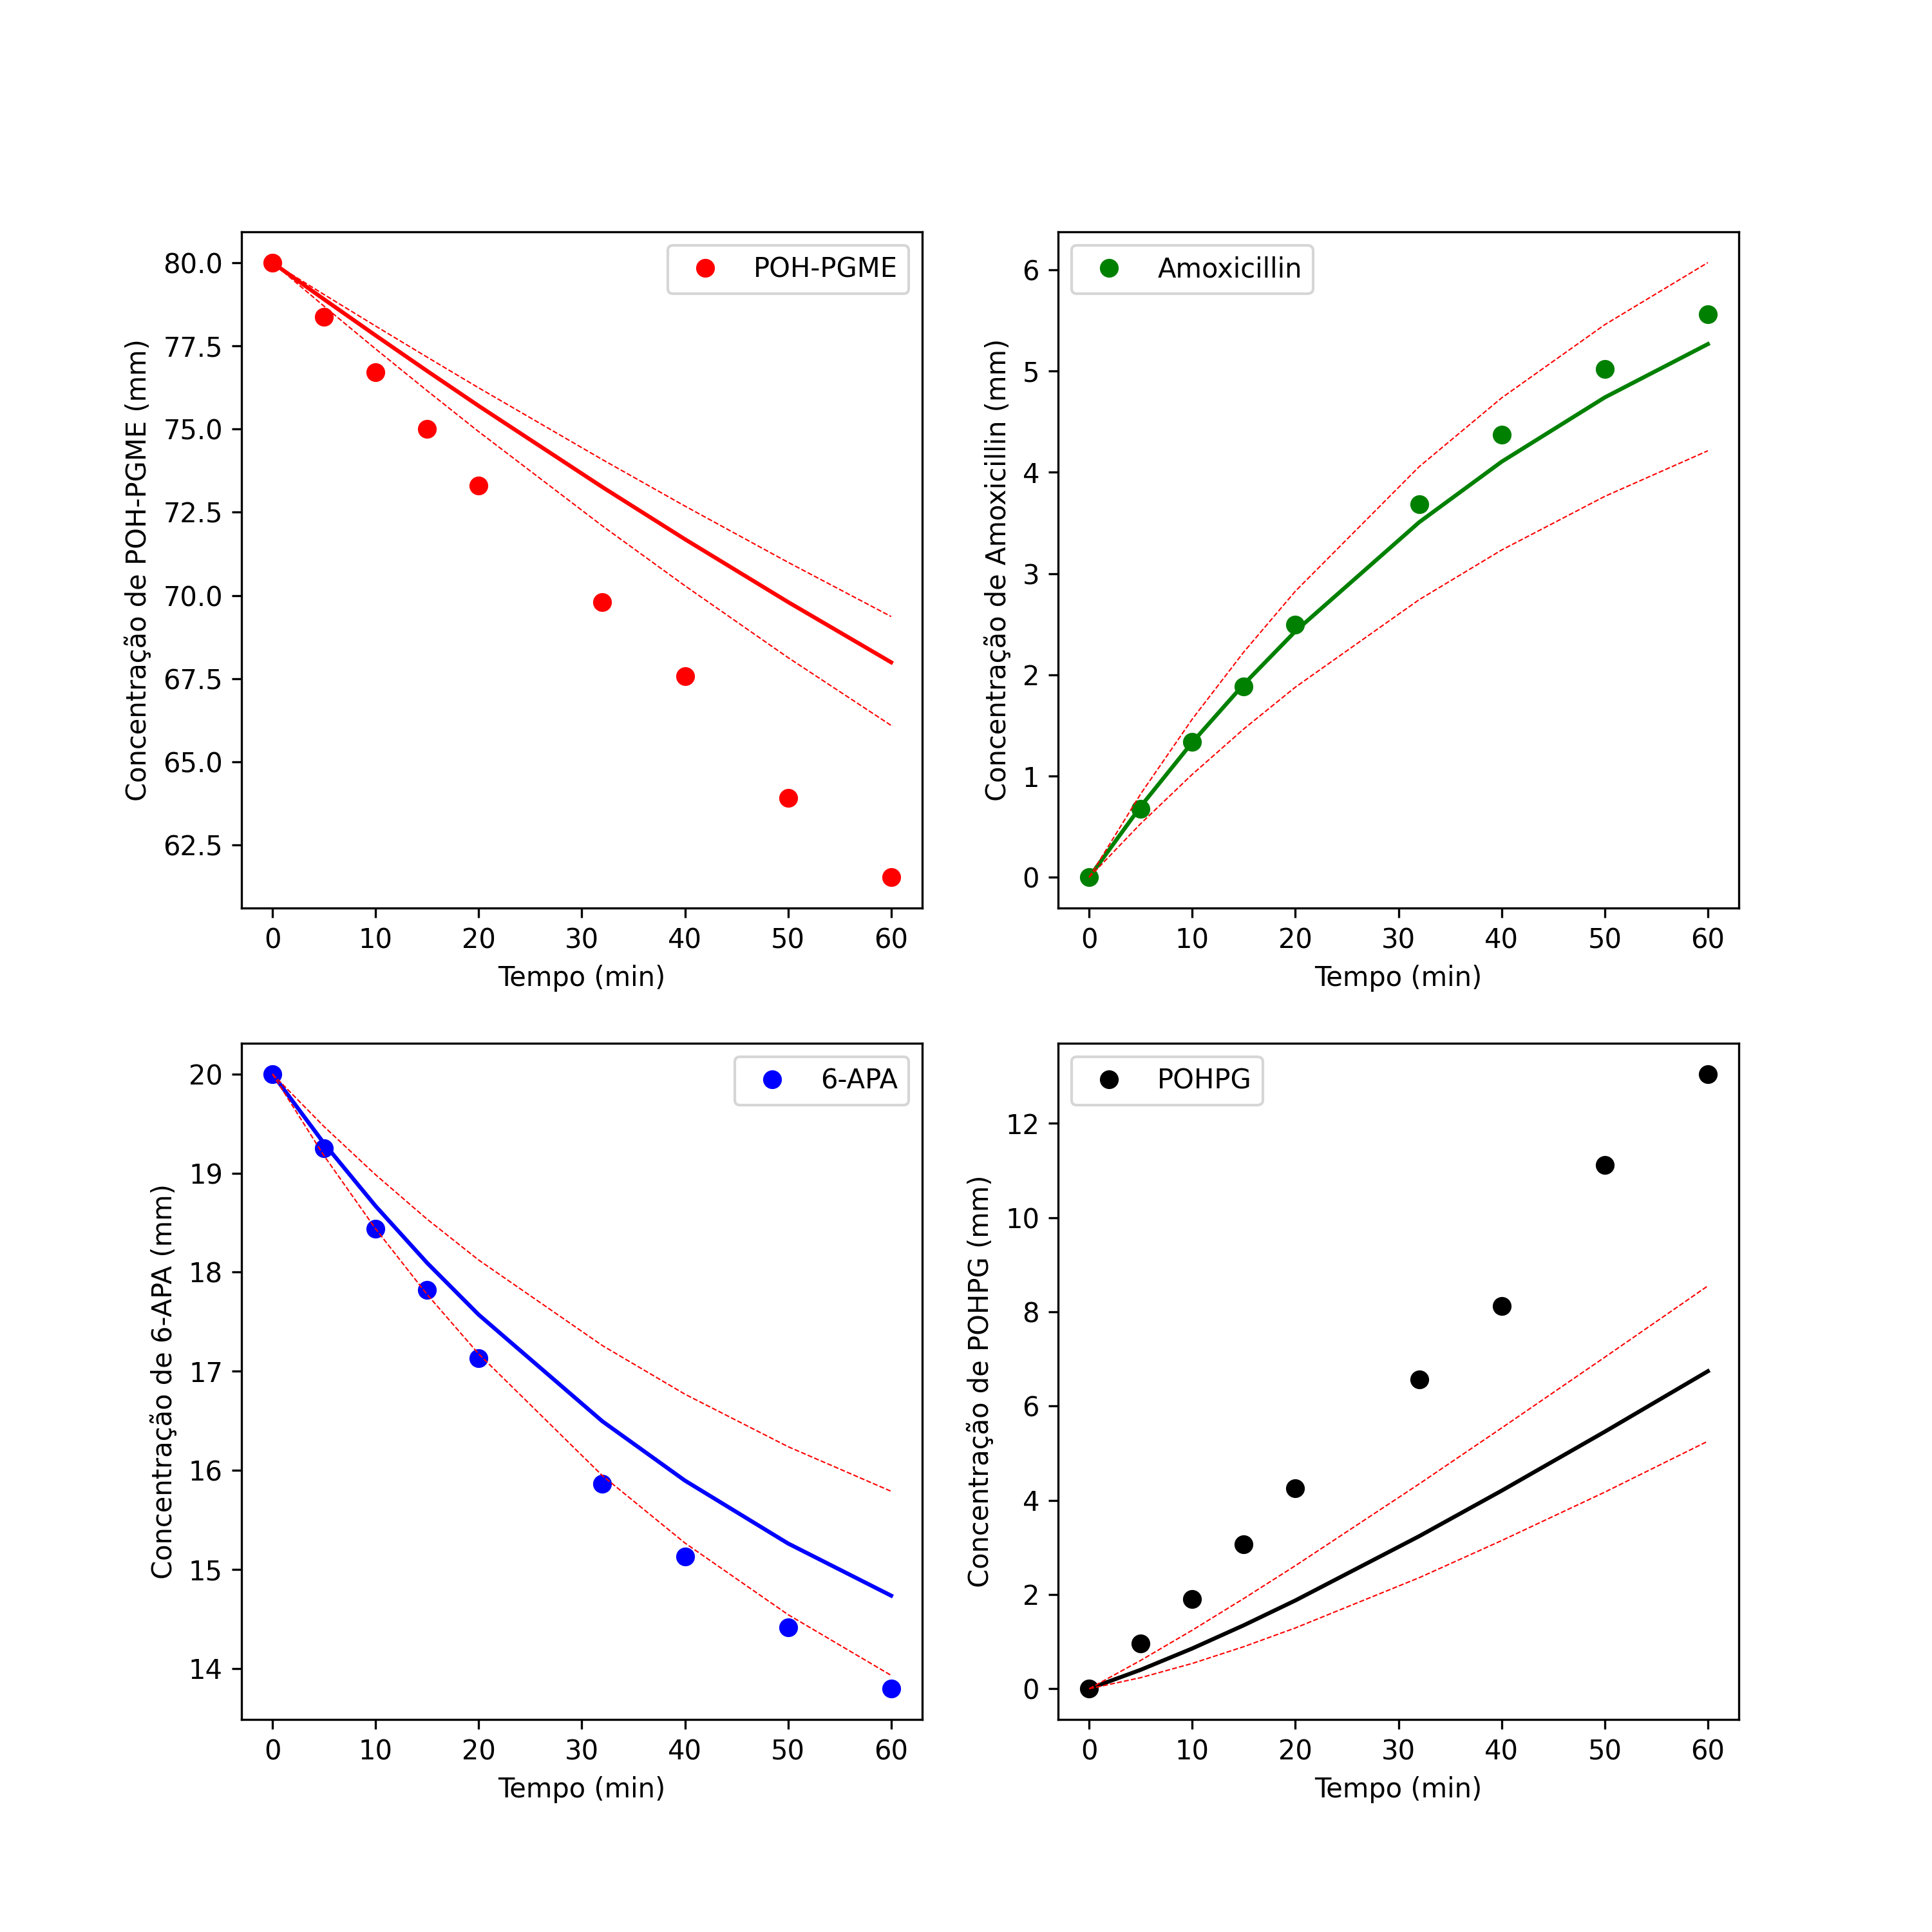 POH-PGME
80.0
77.5
75.0
72.5
70.0
67.5
65.0
62.5
Concentração de POH-PGME (mm)
0 10 20 30 40 50 60
Tempo (min)
Amoxicillin
6
5
4
3
2
1
0
Concentração de Amoxicillin (mm)
0 10 20 30 40 50 60
Tempo (min)
6-APA
20
19
18
17
16
15
14
Concentração de 6-APA (mm)
0 10 20 30 40 50 60
Tempo (min)
POHPG
12
10
8
6
4
2
0
Concentração de POHPG (mm)
0 10 20 30 40 50 60
Tempo (min)